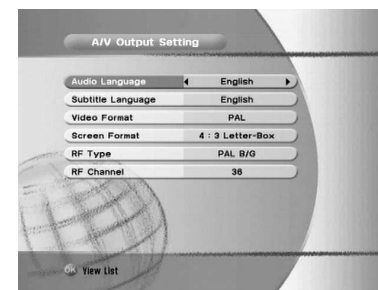 A/V Output Setting
Audio Language English
Subtitle Language English
Video Format PAL
Screen Format 4 : 3 Letter-Box
RF Type PAL B/G
RF Channel 36
OK View List